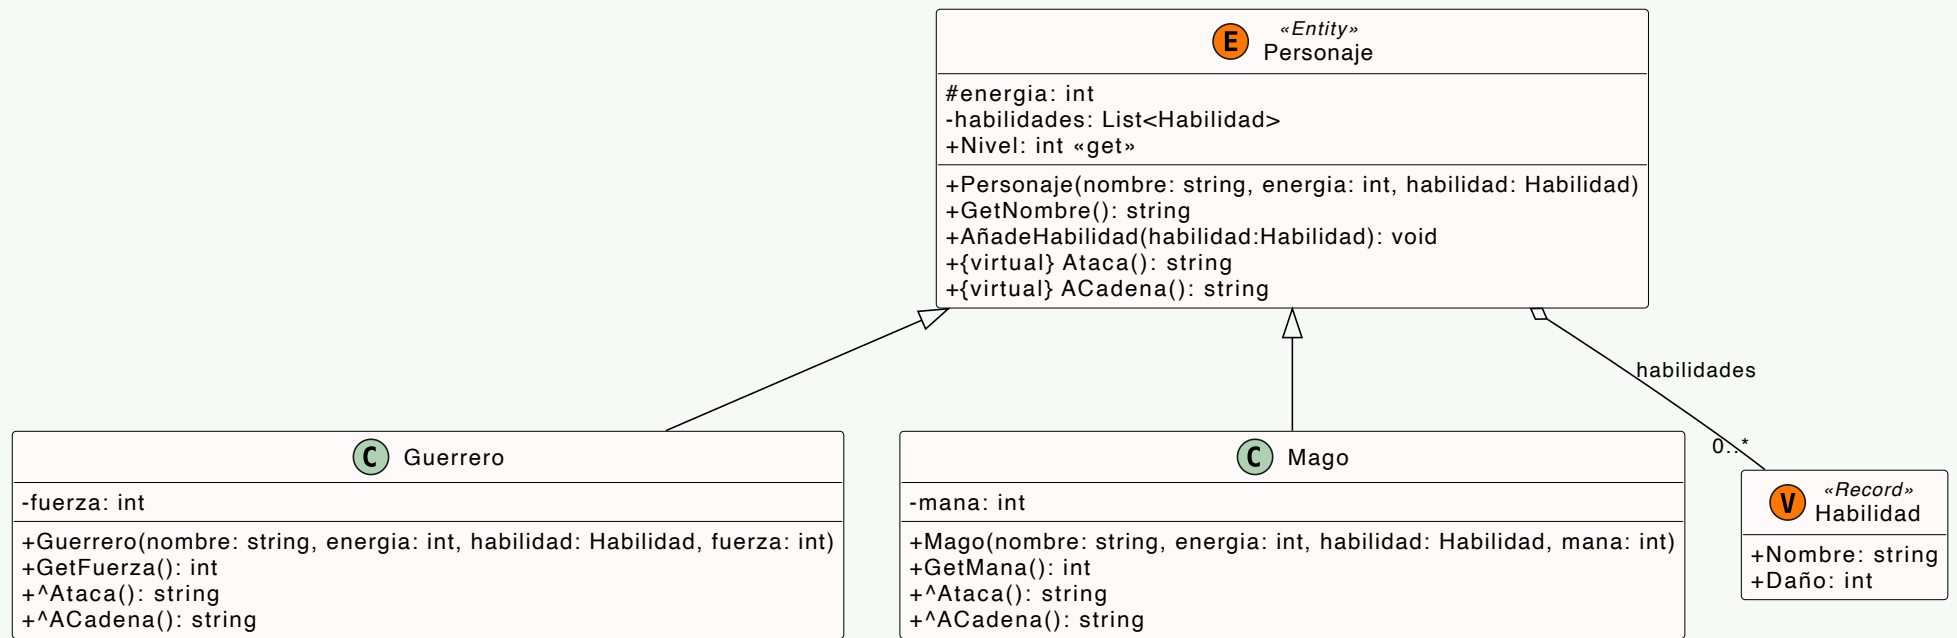 E
«Entity»
Personaje
#energia: int
-habilidades: List<Habilidad>
+Nivel: int «get»
+Personaje(nombre: string, energia: int, habilidad: Habilidad)
+GetNombre(): string
+AñadeHabilidad(habilidad:Habilidad): void
+{virtual} Ataca(): string
+{virtual} ACadena(): string
habilidades
0..*
C Guerrero
-fuerza: int
+Guerrero(nombre: string, energia: int, habilidad: Habilidad, fuerza: int)
+GetFuerza(): int
+^Ataca(): string
+^ACadena(): string
C Mago
-mana: int
+Mago(nombre: string, energia: int, habilidad: Habilidad, mana: int)
+GetMana(): int
+^Ataca(): string
+^ACadena(): string
V
«Record»
Habilidad
+Nombre: string
+Daño: int